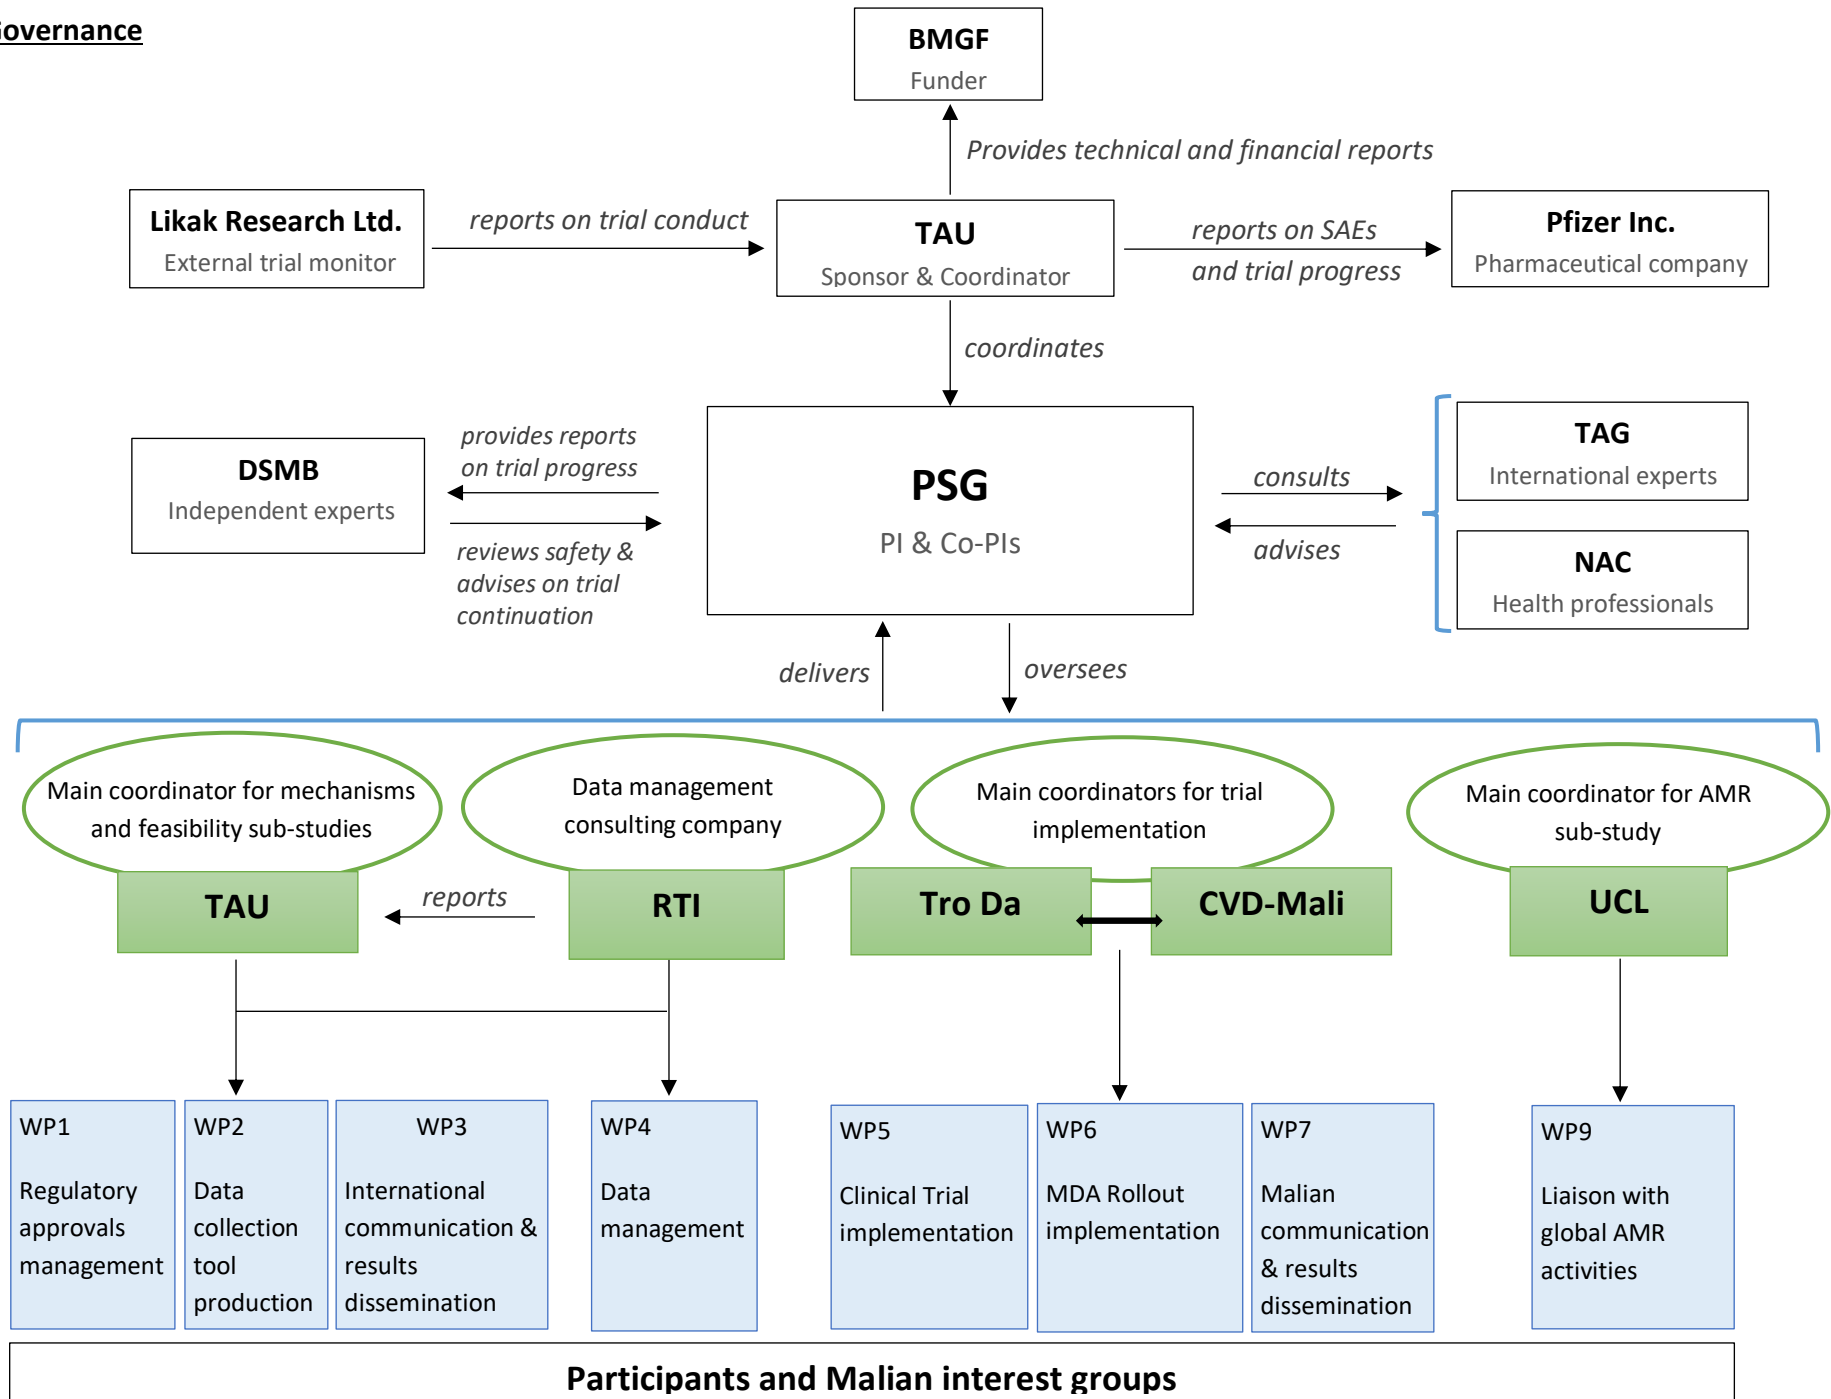 Governance
BMGF
Funder
Provides technical and financial reports
Likak Research Ltd.
External trial monitor
reports on trial conduct
TAU
Sponsor & Coordinator
reports on SAEs
and trial progress
Pfizer Inc.
Pharmaceutical company
coordinates
DSMB
Independent experts
provides reports
on trial progress
reviews safety &
advises on trial
continuation
PSG
PI & Co-PIs
consults
advises
TAG
International experts
NAC
Health professionals
delivers
oversees
Main coordinator for mechanisms
and feasibility sub-studies
Data management
consulting company
Main coordinators for trial
implementation
Main coordinator for AMR
sub-study
TAU
reports
RTI
Tro Da
CVD-Mali
UCL
WP1
Regulatory
approvals
management
WP2
Data
collection
tool
production
WP3
International
communication &
results
dissemination
WP4
Data
management
WP5
Clinical Trial
implementation
WP6
MDA Rollout
implementation
WP7
Malian
communication
& results
dissemination
WP9
Liaison with
global AMR
activities
Participants and Malian interest groups